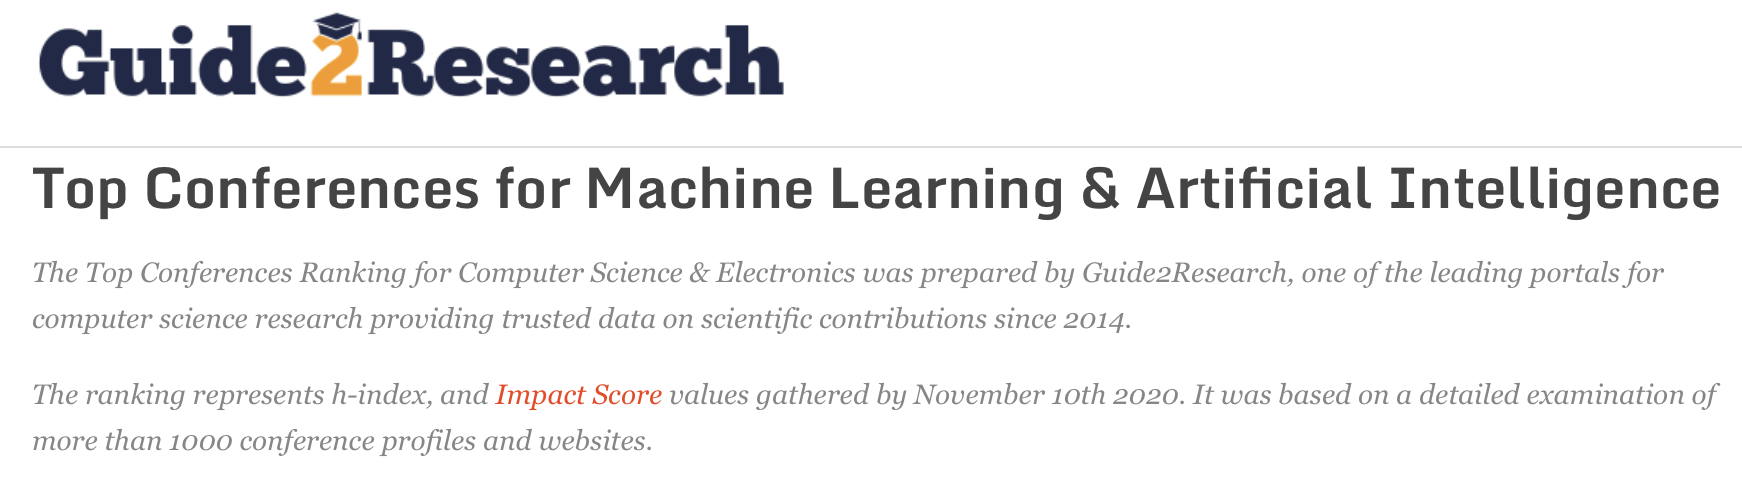 Guide2Research
Top Conferences for Machine Learning & Artificial Intelligence
The Top Conferences Ranking for Computer Science & Electronics was prepared by Guide2Research, one of the leading portals for
computer science research providing trusted data on scientific contributions since 2014.
The ranking represents h-index, and Impact Score values gathered by November 10th 2020. It was based on a detailed examination of
more than 1000 conference profiles and websites.